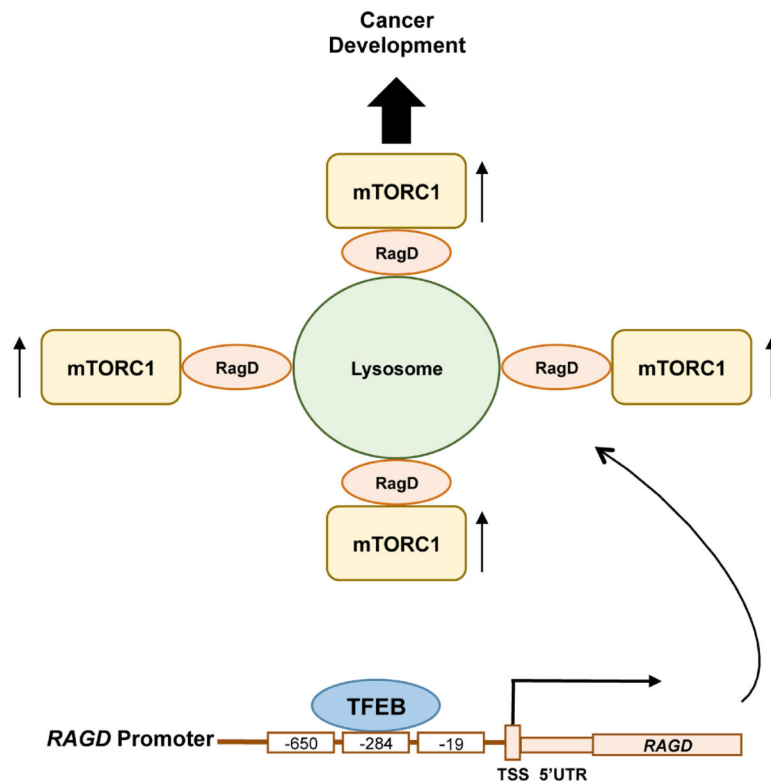 Cancer
Development
mTORC1
RagD
mTORC1
RagD
Lysosome
RagD
mTORC1
RagD
mTORC1
TFEB
RAGD Promoter
-650
-284
-19
RAGD
TSS 5'UTR